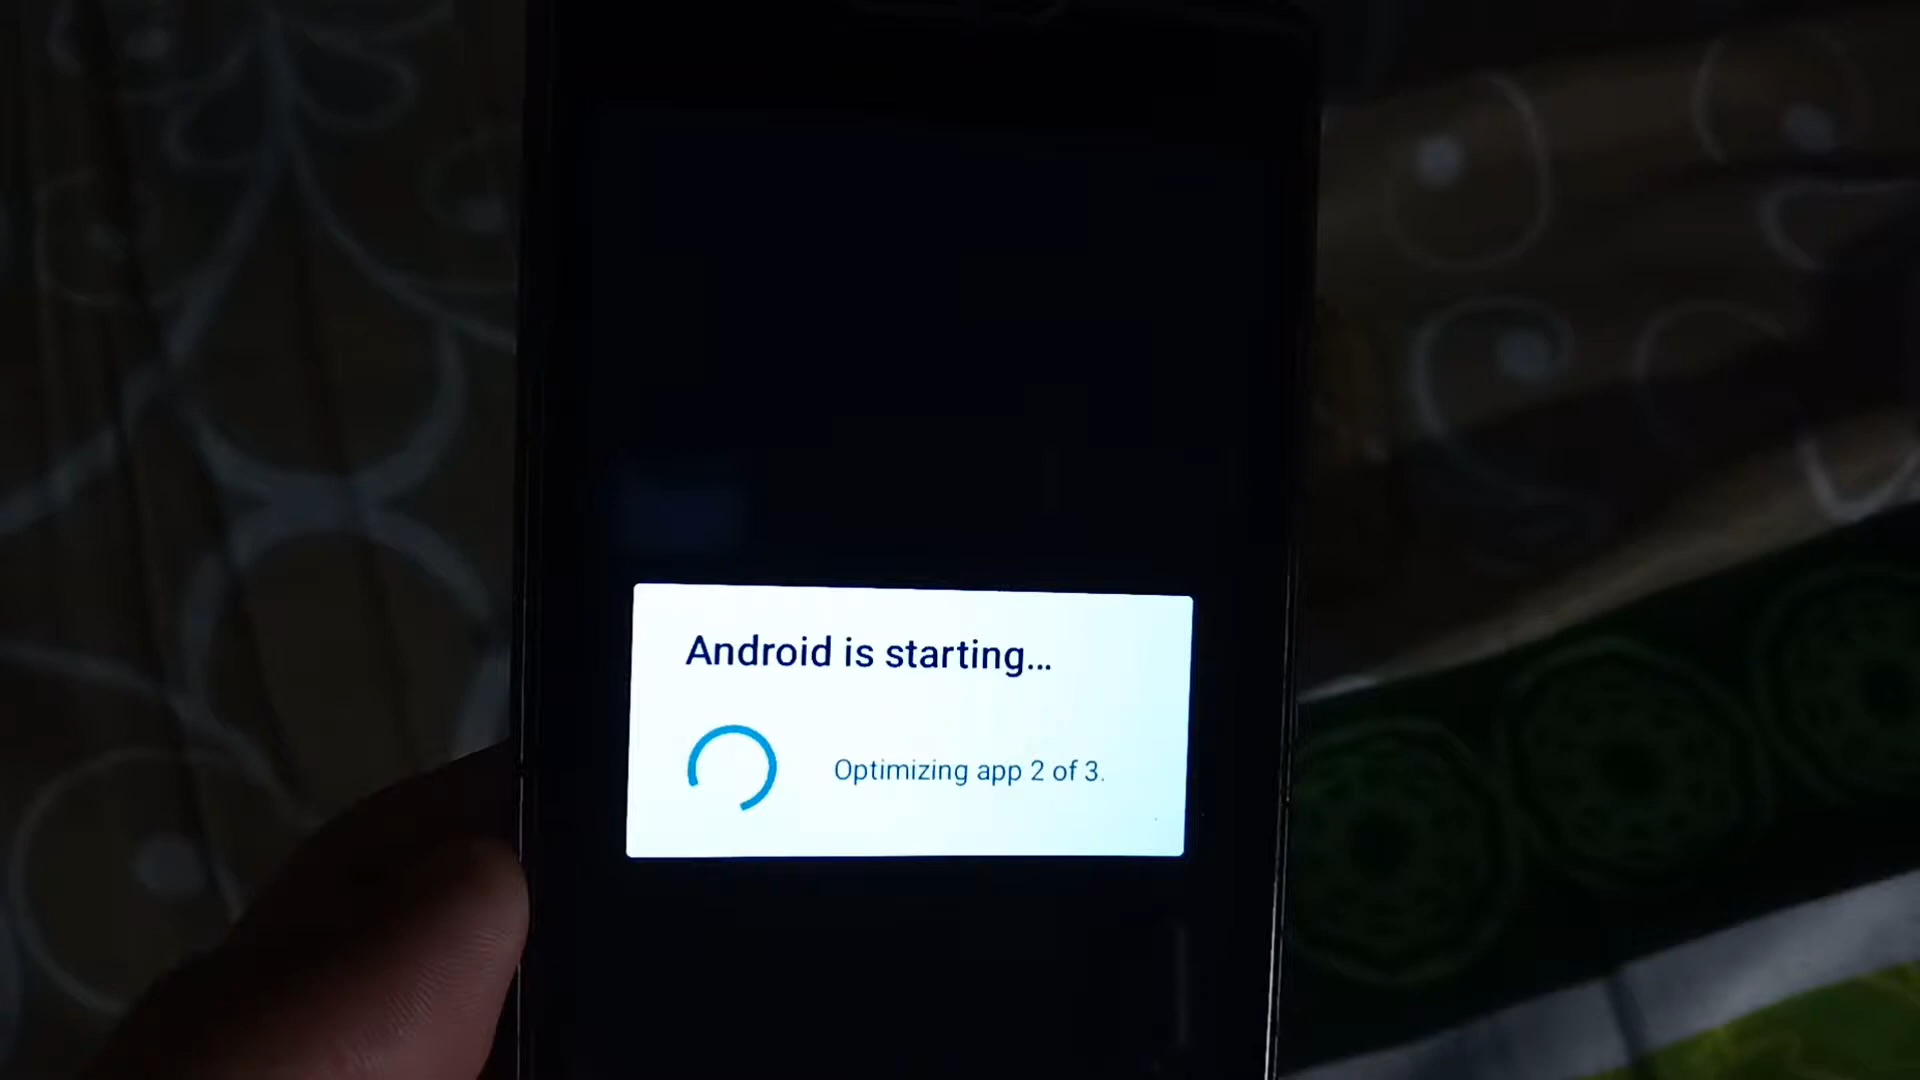 Android is starting...
Optimizing app 2 of 3.